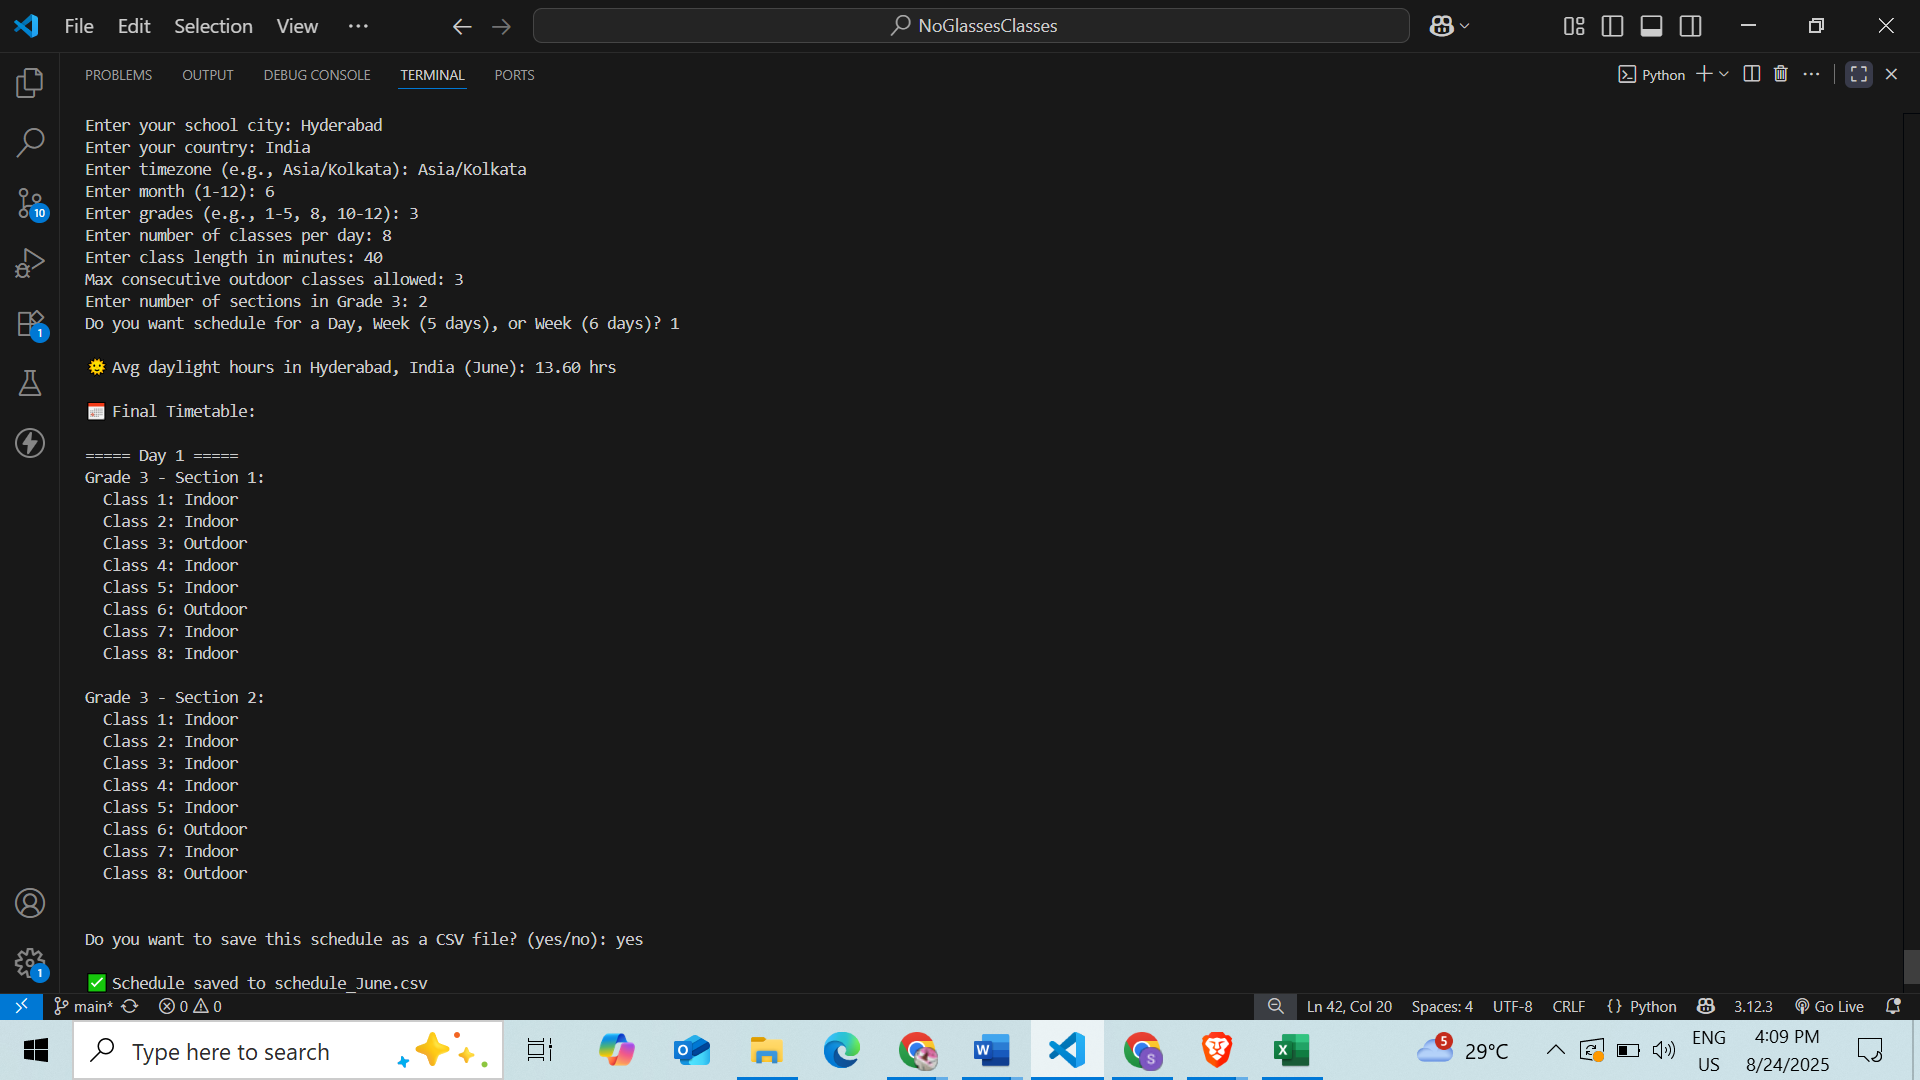 File Edit Selection View ···
NoGlassesClasses
PROBLEMS OUTPUT DEBUG CONSOLE TERMINAL PORTS
Python
Enter your school city: Hyderabad
Enter your country: India
Enter timezone (e.g., Asia/Kolkata): Asia/Kolkata
Enter month (1-12): 6
Enter grades (e.g., 1-5, 8, 10-12): 3
Enter number of classes per day: 8
Enter class length in minutes: 40
Max consecutive outdoor classes allowed: 3
Enter number of sections in Grade 3: 2
Do you want schedule for a Day, Week (5 days), or Week (6 days)? 1
🌞 Avg daylight hours in Hyderabad, India (June): 13.60 hrs
📅 Final Timetable:
===== Day 1 =====
Grade 3 - Section 1:
Class 1: Indoor
Class 2: Indoor
Class 3: Outdoor
Class 4: Indoor
Class 5: Indoor
Class 6: Outdoor
Class 7: Indoor
Class 8: Indoor
Grade 3 - Section 2:
Class 1: Indoor
Class 2: Indoor
Class 3: Indoor
Class 4: Indoor
Class 5: Indoor
Class 6: Outdoor
Class 7: Indoor
Class 8: Outdoor
Do you want to save this schedule as a CSV file? (yes/no): yes
✅ Schedule saved to schedule_June.csv
10
1
1
main* 0 0
Ln 42, Col 20 Spaces: 4 UTF-8 CRLF {} Python 3.12.3 Go Live
Type here to search
5 29°C
ENG
US
4:09 PM
8/24/2025